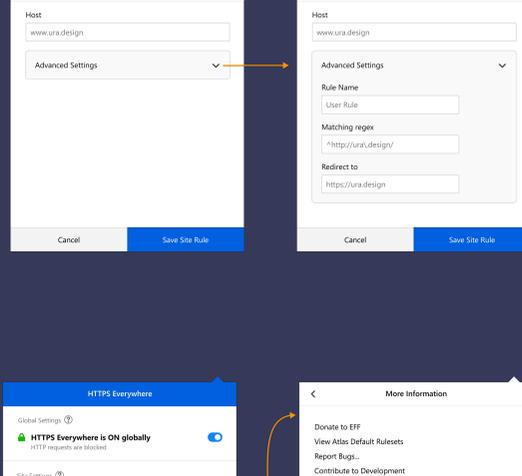 Host
www.ura.design
Advanced Settings
Cancel
Save Site Rule
Host
www.ura.design
Advanced Settings
Rule Name
User Rule
Matching regex
^http://ura\.design/
Redirect to
https://ura.design
Cancel
Save Site Rule
HTTPS Everywhere
Global Settings ?
HTTPS Everywhere is ON globally
HTTP requests are blocked
Site Settings ?
More Information
Donate to EFF
View Atlas Default Rulesets
Report Bugs...
Contribute to Development